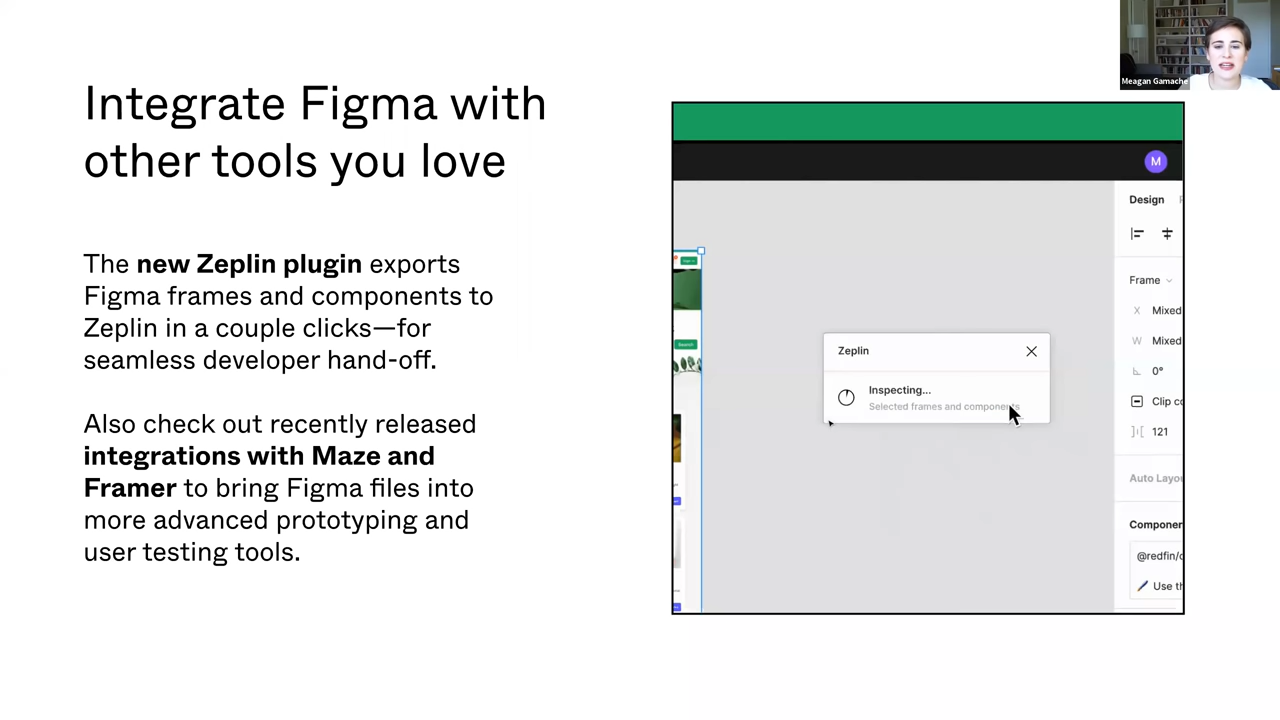 Meagan Gamache
Integrate Figma with
other tools you love
The new Zeplin plugin exports
Figma frames and components to
Zeplin in a couple clicks—for
seamless developer hand-off.
Also check out recently released
integrations with Maze and
Framer to bring Figma files into
more advanced prototyping and
user testing tools.
M
Design
Frame
X Mixed
W Mixed
0°
Clip co
121
Auto Layou
Componen
@redfin/c
Use th
Zeplin
Inspecting...
Selected frames and components
Search